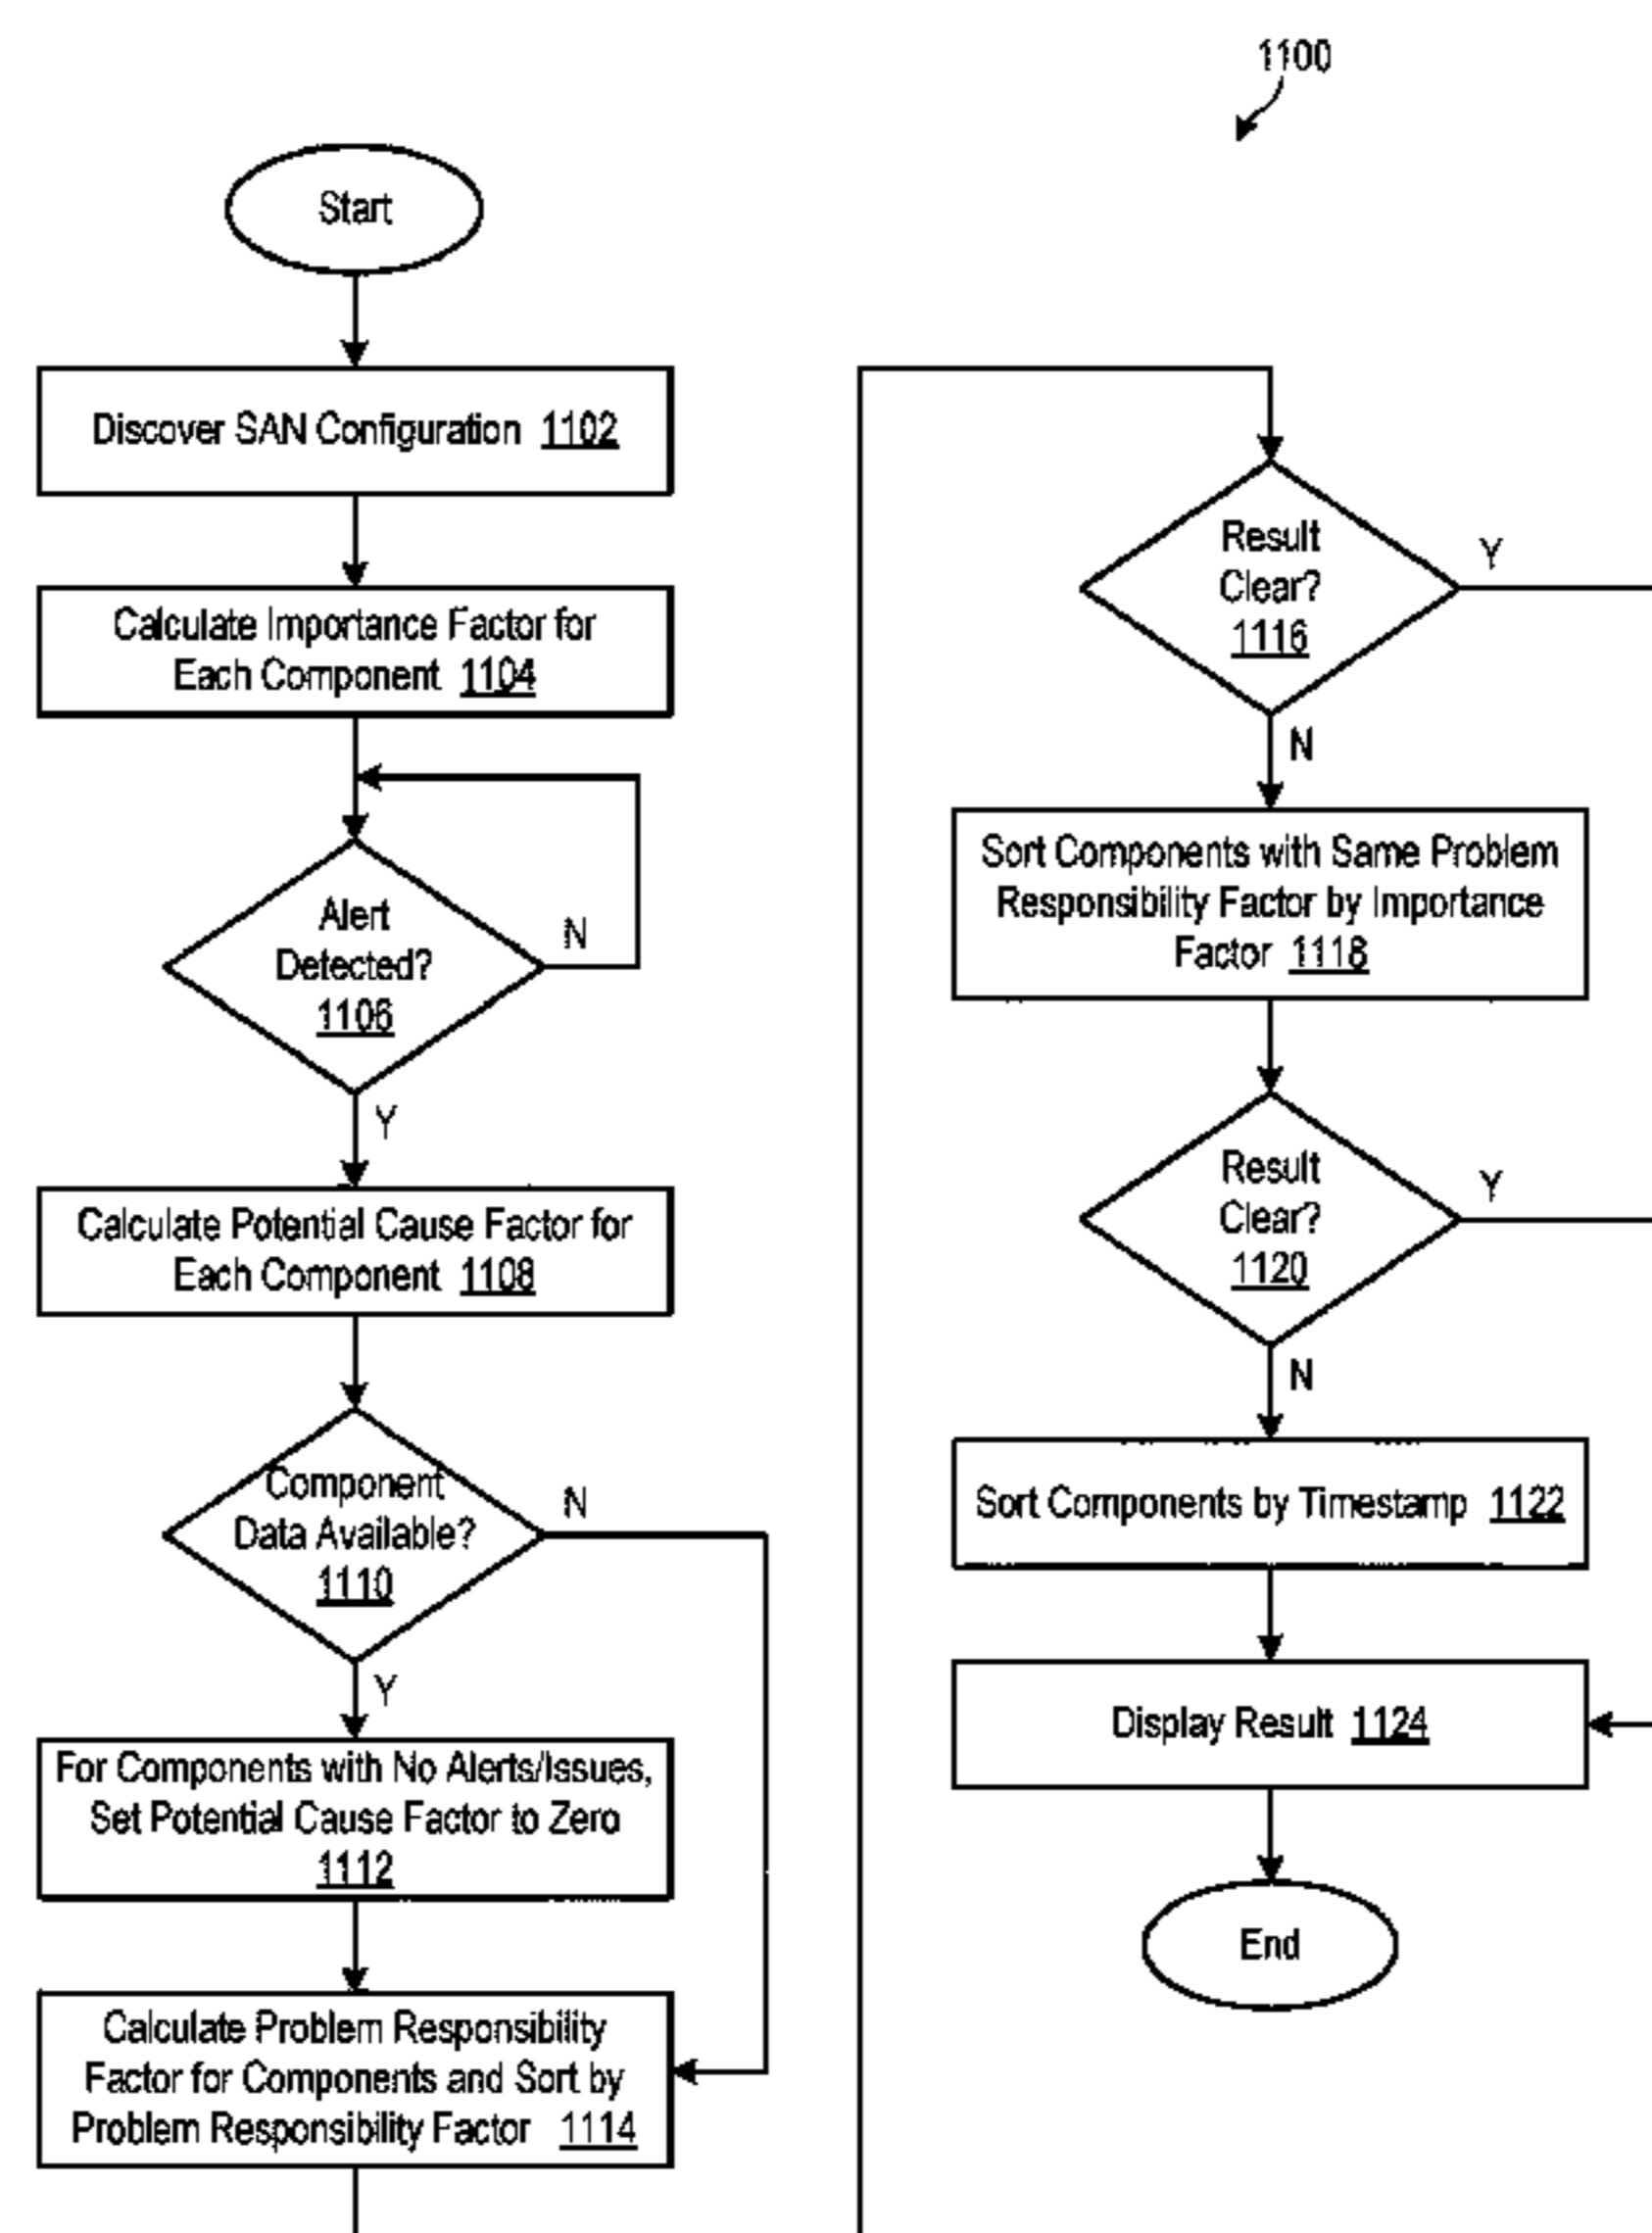 1100
Start
Discover SAN Configuration 1102
Calculate Importance Factor for
Each Component 1104
Alert
Detected?
1106
N
Y
Calculate Potential Cause Factor for
Each Component 1108
Component
Data Available?
1110
N
Y
For Components with No Alerts/Issues,
Set Potential Cause Factor to Zero
1112
Calculate Problem Responsibility
Factor for Components and Sort by
Problem Responsibility Factor 1114
Result
Clear?
1116
Y
N
Sort Components with Same Problem
Responsibility Factor by Importance
Factor 1118
Result
Clear?
1120
Y
N
Sort Components by Timestamp 1122
Display Result 1124
End